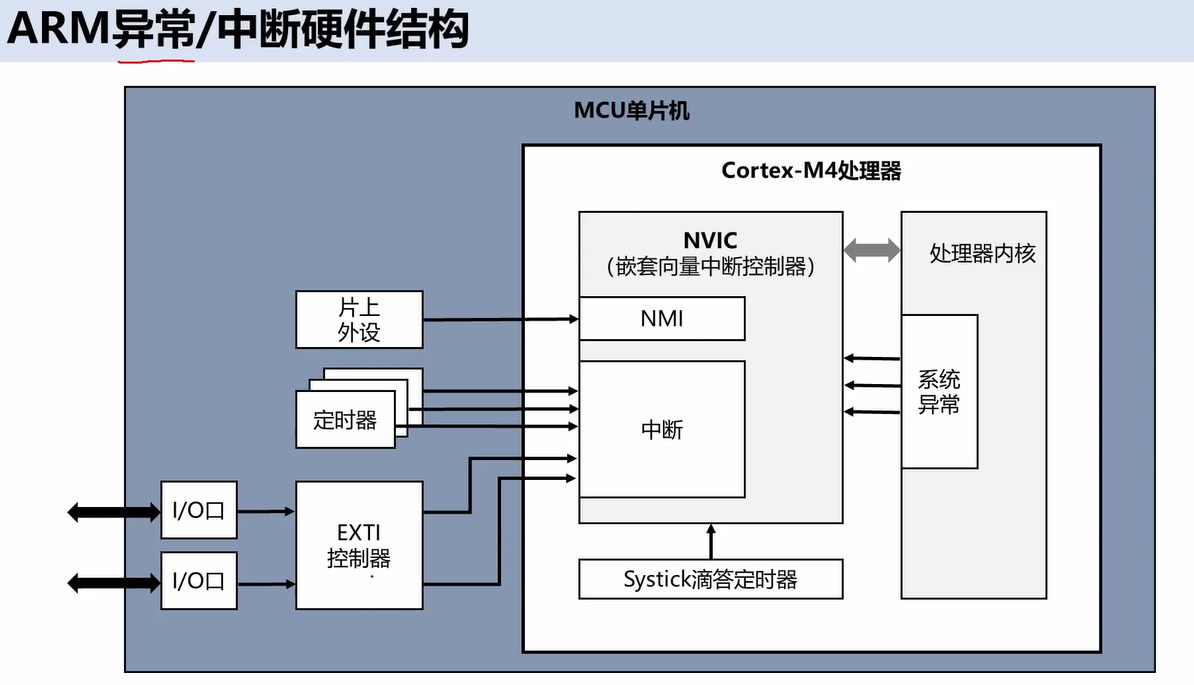 ARM异常/中断硬件结构
MCU单片机
Cortex-M4处理器
NVIC
（嵌套向量中断控制器）
处理器内核
片上
外设
NMI
定时器
中断
系统
异常
I/O口
EXTI
控制器
I/O口
Systick滴答定时器